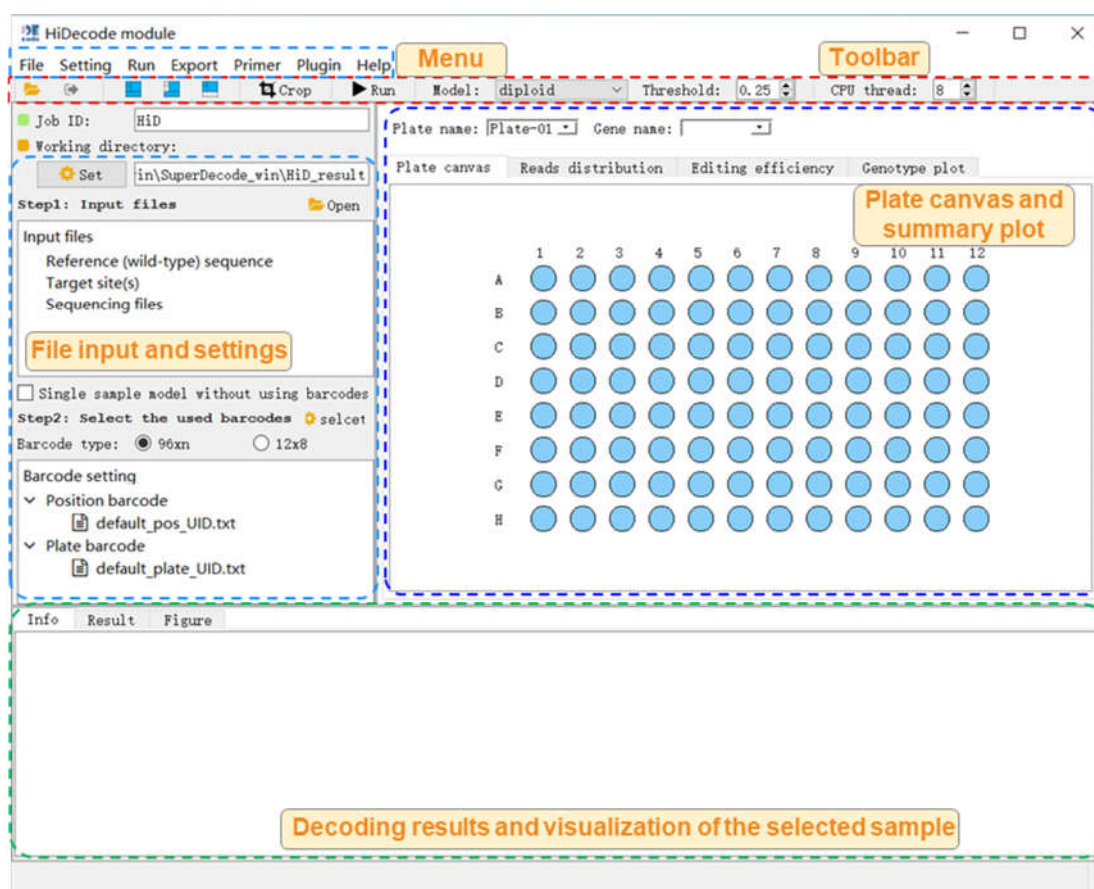 HiDecode module
File Setting Run Export Primer Plugin Help
Menu
Toolbar
Crop Run Model: diploid Threshold: 0.25 CPU thread: 8
Job ID: HiD
Working directory:
Set in\SuperDecode_win\HiD_result
Step1: Input files Open
Input files
Reference (wild-type) sequence
Target site(s)
Sequencing files
File input and settings
Single sample model without using barcodes
Step2: Select the used barcodes selcet
Barcode type: 96xn 12x8
Barcode setting
Position barcode
default_pos_UID.txt
Plate barcode
default_plate_UID.txt
Plate name: Plate-01 Gene name:
Plate canvas Reads distribution Editing efficiency Genotype plot
Plate canvas and
summary plot
1 2 3 4 5 6 7 8 9 10 11 12
A
B
C
D
E
F
G
H
Info Result Figure
Decoding results and visualization of the selected sample